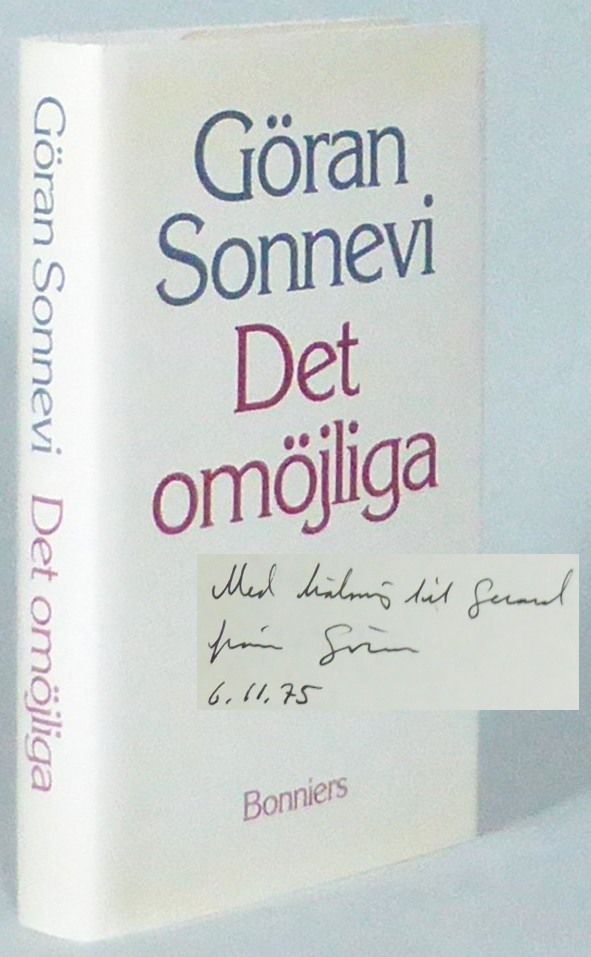 Göran Sonnevi Det omöjliga
Göran
Sonnevi
Det
omöjliga
Med hälsning till Gerard
från Göran
6.11.75
Bonniers